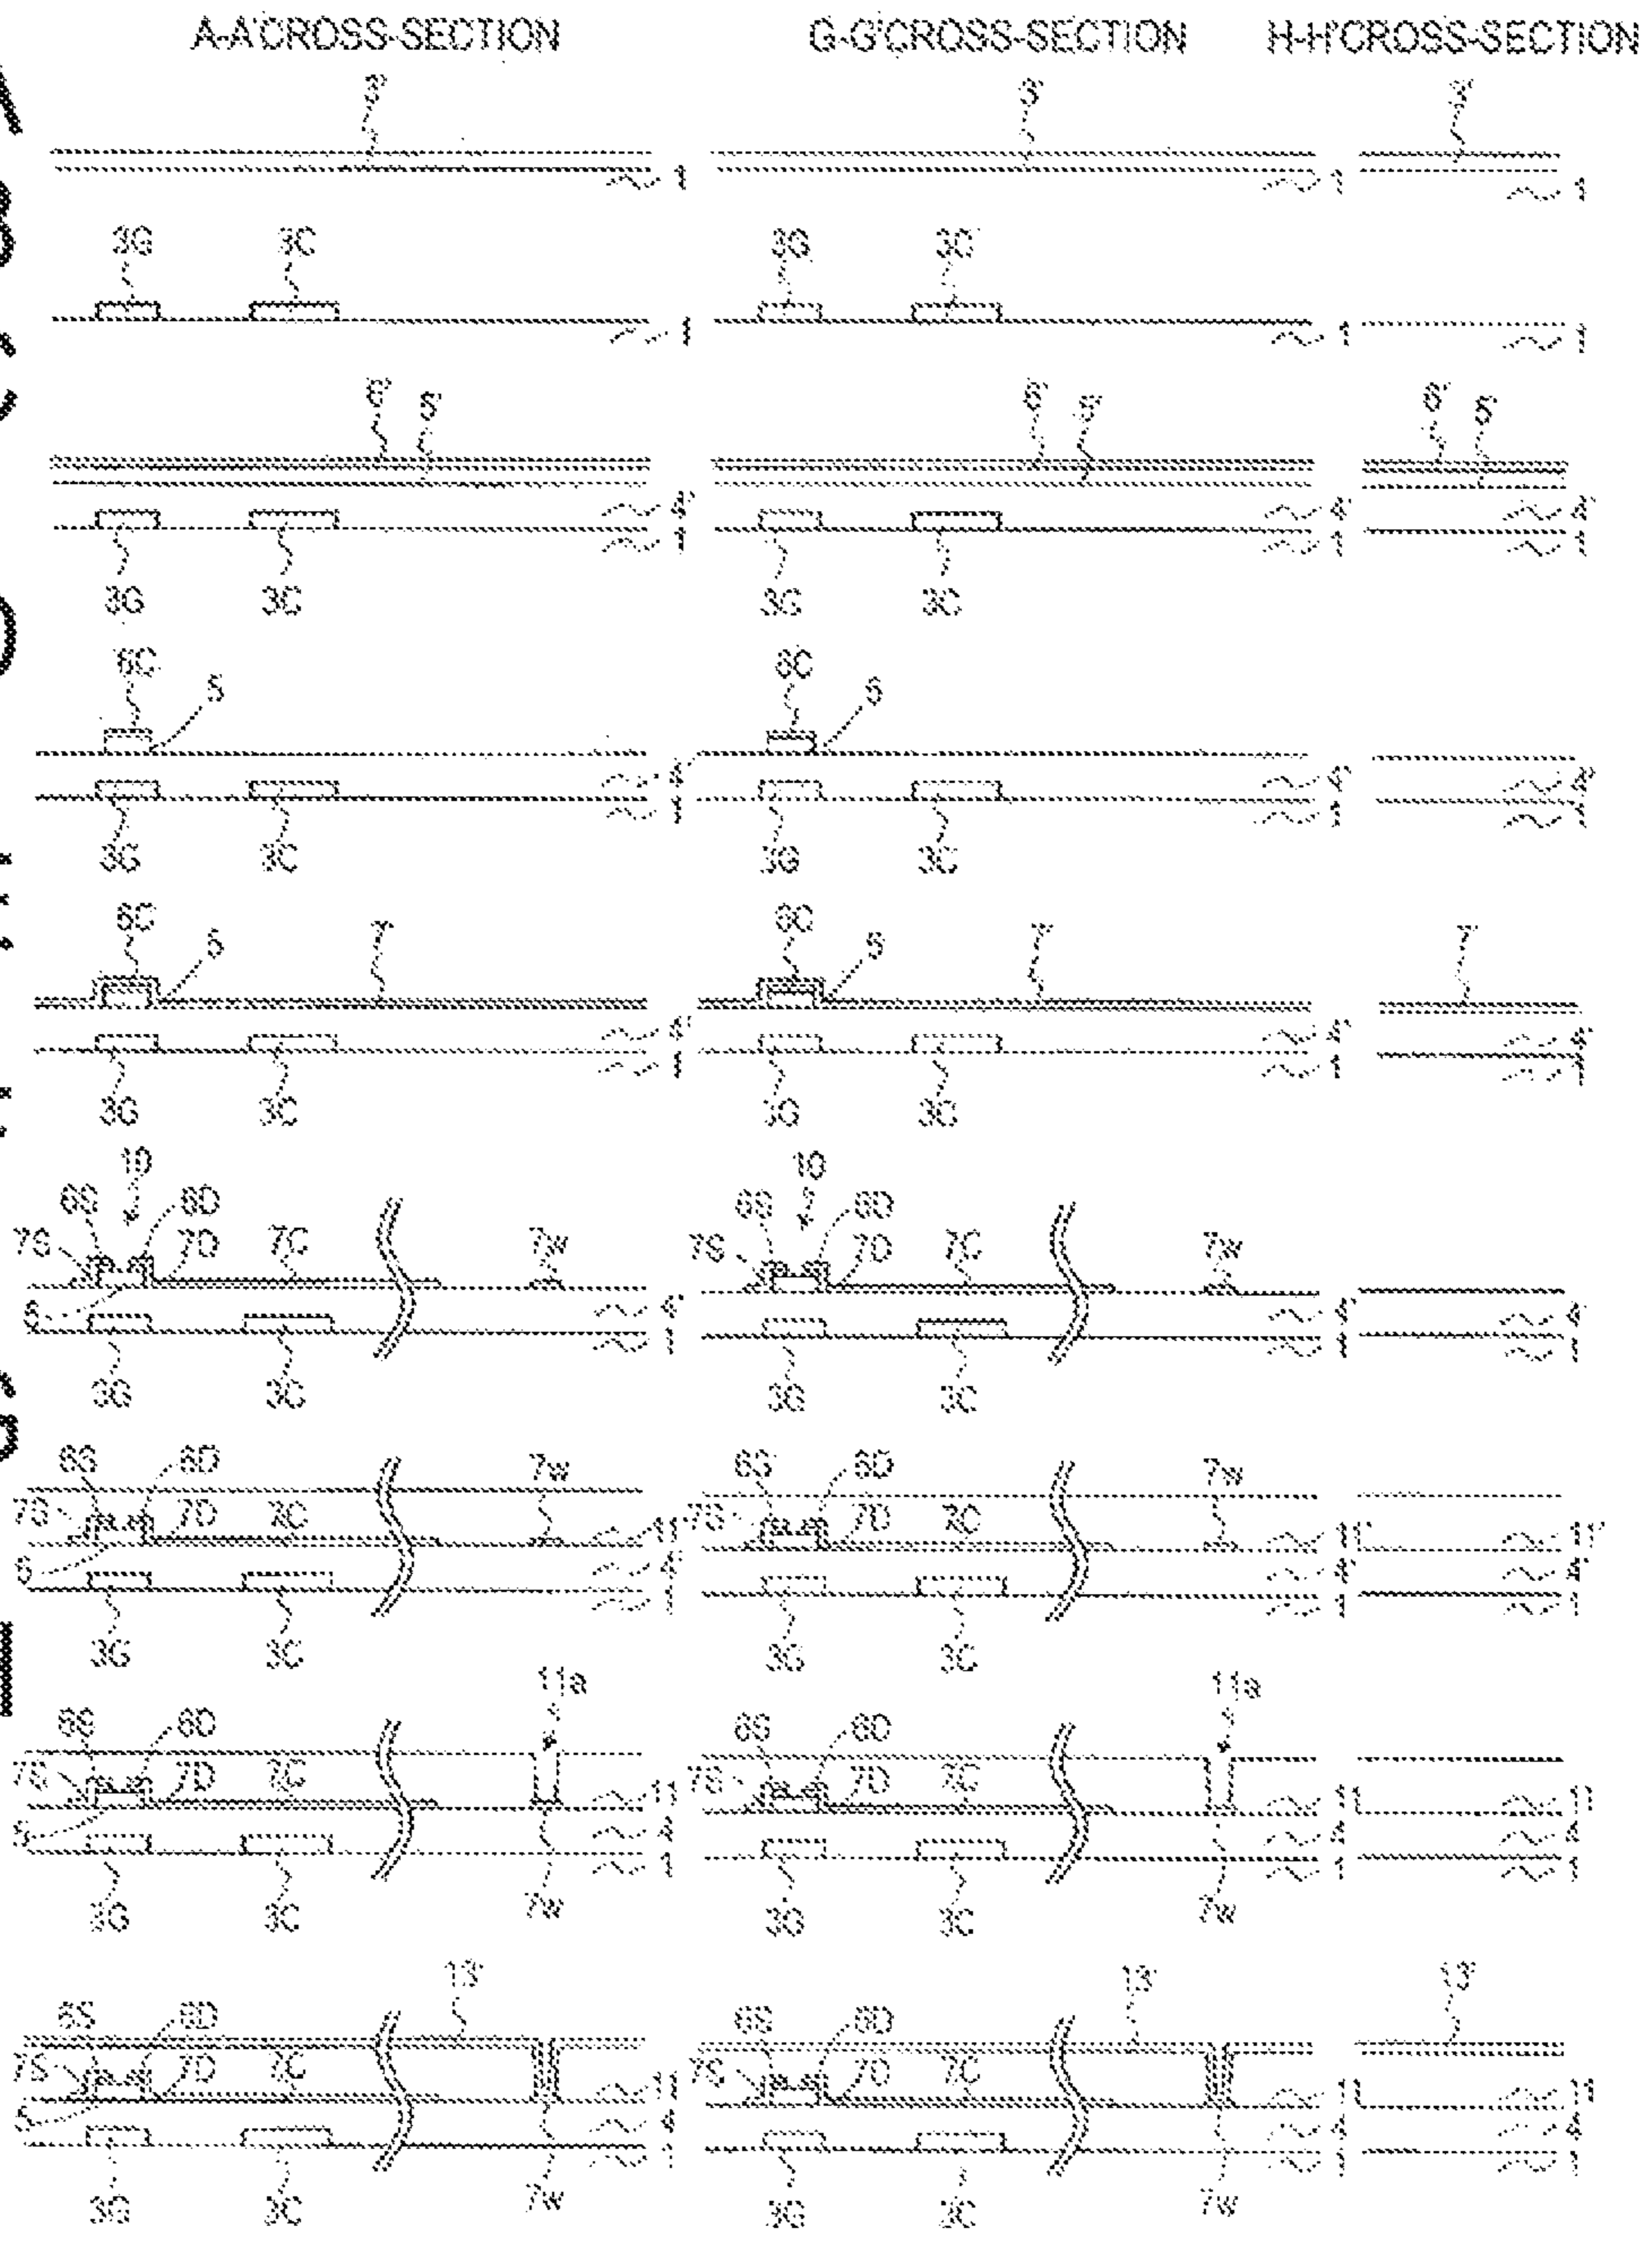 A-A'CROSS-SECTION G-G'CROSS-SECTION H-H'CROSS-SECTION
3' 3' 3'
1 1 1
3G 3C 3G 3C
1 1 1
6' 5' 6' 5' 6' 5'
4' 4' 4'
1 1 1
3G 3C 3G 3C
6C 5 6C 5
4' 4' 4'
1 1 1
3G 3C 3G 3C
6C 5 7' 6C 5 7' 7'
4' 4' 4'
1 1 1
3G 3C 3G 3C
10 10
6S 6D 6S 6D
7S 7D 7C 7w 7S 7D 7C 7w
5 4' 4' 4'
1 1 1
3G 3C 3G 3C
6S 6D 7w 6S 6D 7w
7S 7D 7C 11' 7S 7D 7C 11' 11'
5 4' 4' 4'
1 1 1
3G 3C 3G 3C
11a 11a
6S 6D 6S 6D
7S 7D 7C 11 7S 7D 7C 11 11
5 4 4 4
1 1 1
3G 3C 7w 3G 3C 7w
13' 13' 13'
6S 6D 6S 6D
7S 7D 7C 11 7S 7D 7C 11 11
5 4 4 4
1 1 1
3G 3C 7w 3G 3C 7w